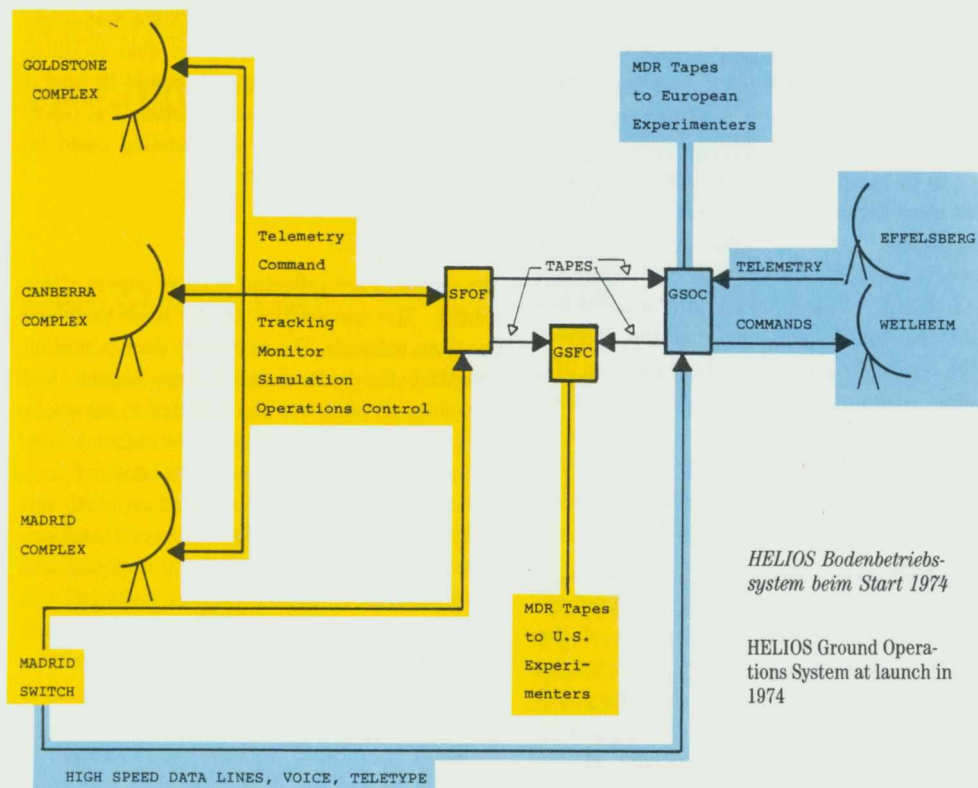 GOLDSTONE
COMPLEX
MDR Tapes
to European
Experimenters
CANBERRA
COMPLEX
Telemetry
Command
Tracking
Monitor
Simulation
Operations Control
SFOF
TAPES
GSFC
GSOC
TELEMETRY
COMMANDS
EFFELSBERG
WEILHEIM
MADRID
COMPLEX
MADRID
SWITCH
MDR Tapes
to U.S.
Experi-
menters
HELIOS Bodenbetriebs-
system beim Start 1974
HELIOS Ground Opera-
tions System at launch in
1974
HIGH SPEED DATA LINES, VOICE, TELETYPE